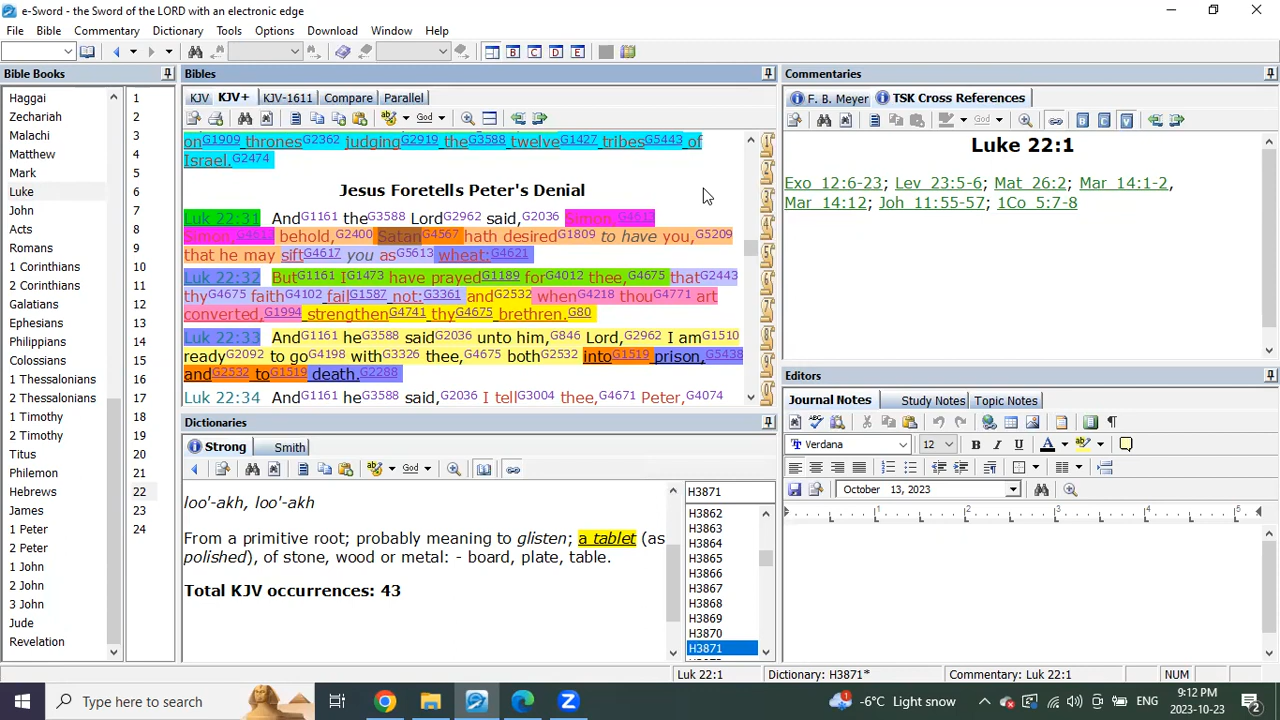 e-Sword - the Sword of the LORD with an electronic edge
File Bible Commentary Dictionary Tools Options Download Window Help
B C D E
Bible Books
Haggai
Zechariah
Malachi
Matthew
Mark
Luke
John
Acts
Romans
1 Corinthians
2 Corinthians
Galatians
Ephesians
Philippians
Colossians
1 Thessalonians
2 Thessalonians
1 Timothy
2 Timothy
Titus
Philemon
Hebrews
James
1 Peter
2 Peter
1 John
2 John
3 John
Jude
Revelation
1
2
3
4
5
6
7
8
9
10
11
12
13
14
15
16
17
18
19
20
21
22
23
24
Bibles
KJV KJV+ KJV-1611 Compare Parallel
God
onG1909 thronesG2362 judgingG2919 theG3588 twelveG1427 tribesG5443 of
Israel.G2474
Jesus Foretells Peter's Denial
Luk 22:31 AndG1161 theG3588 LordG2962 said,G2036 Simon,G4613
Simon,G4613 behold,G2400 SatanG4567 hath desiredG1809 to have you,G5209
that he may siftG4617 you asG5613 wheat:G4621
Luk 22:32 ButG1161 IG1473 have prayedG1189 forG4012 thee,G4675 thatG2443
thyG4675 faithG4102 failG1587 not:G3361 andG2532 whenG4218 thouG4771 art
converted,G1994 strengthenG4741 thyG4675 brethren.G80
Luk 22:33 AndG1161 heG3588 saidG2036 unto him,G846 Lord,G2962 I amG1510
readyG2092 to goG4198 withG3326 thee,G4675 bothG2532 intoG1519 prison,G5438
andG2532 toG1519 death.G2288
Luk 22:34 AndG1161 heG3588 said,G2036 I tellG3004 thee,G4671 Peter,G4074
Dictionaries
Strong Smith
God
loo'-akh, loo'-akh
From a primitive root; probably meaning to glisten; a tablet (as
polished), of stone, wood or metal: - board, plate, table.
Total KJV occurrences: 43
H3871
H3862
H3863
H3864
H3865
H3866
H3867
H3868
H3869
H3870
H3871
Commentaries
F. B. Meyer TSK Cross References
God B C V
Luke 22:1
Exo 12:6-23; Lev 23:5-6; Mat 26:2; Mar 14:1-2,
Mar 14:12; Joh 11:55-57; 1Co 5:7-8
Editors
Journal Notes Study Notes Topic Notes
Verdana 12 B I U A
October 13, 2023
1 2 3 4 5
Luk 22:1 Dictionary: H3871* Commentary: Luk 22:1 NUM
Type here to search
-6°C Light snow
ENG
9:12 PM
2023-10-23